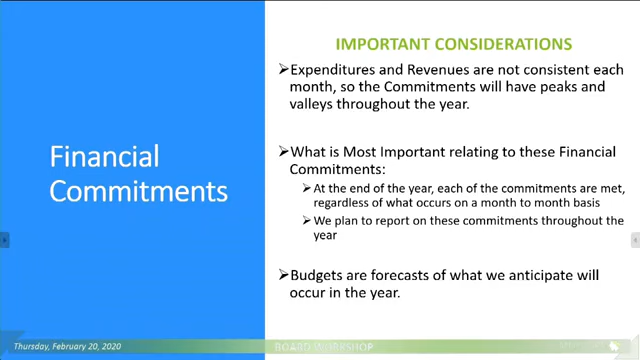 Financial
Commitments
IMPORTANT CONSIDERATIONS
➢Expenditures and Revenues are not consistent each
month, so the Commitments will have peaks and
valleys throughout the year.
➢What is Most Important relating to these Financial
Commitments:
➢At the end of the year, each of the commitments are met,
regardless of what occurs on a month to month basis
➢We plan to report on these commitments throughout the
year
➢Budgets are forecasts of what we anticipate will
occur in the year.
Thursday, February 20, 2020
BOARD WORKSHOP